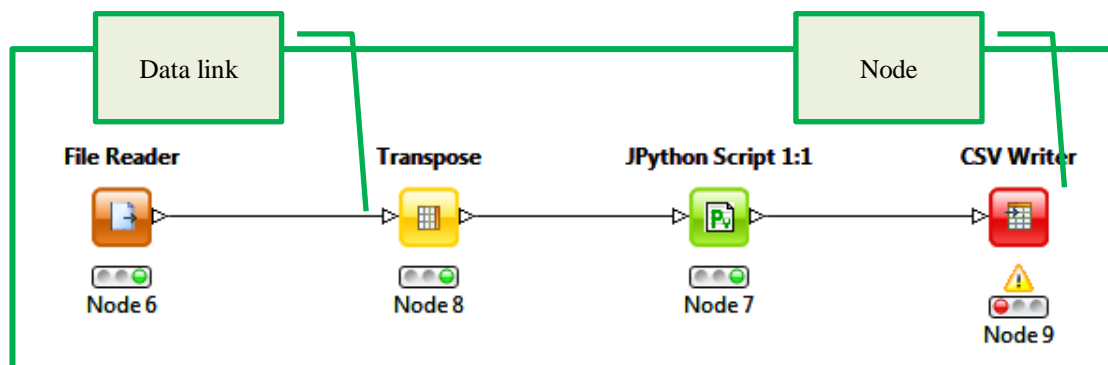 Data link
Node
File Reader
Transpose
JPython Script 1:1
CSV Writer
Node 6
Node 8
Node 7
Node 9